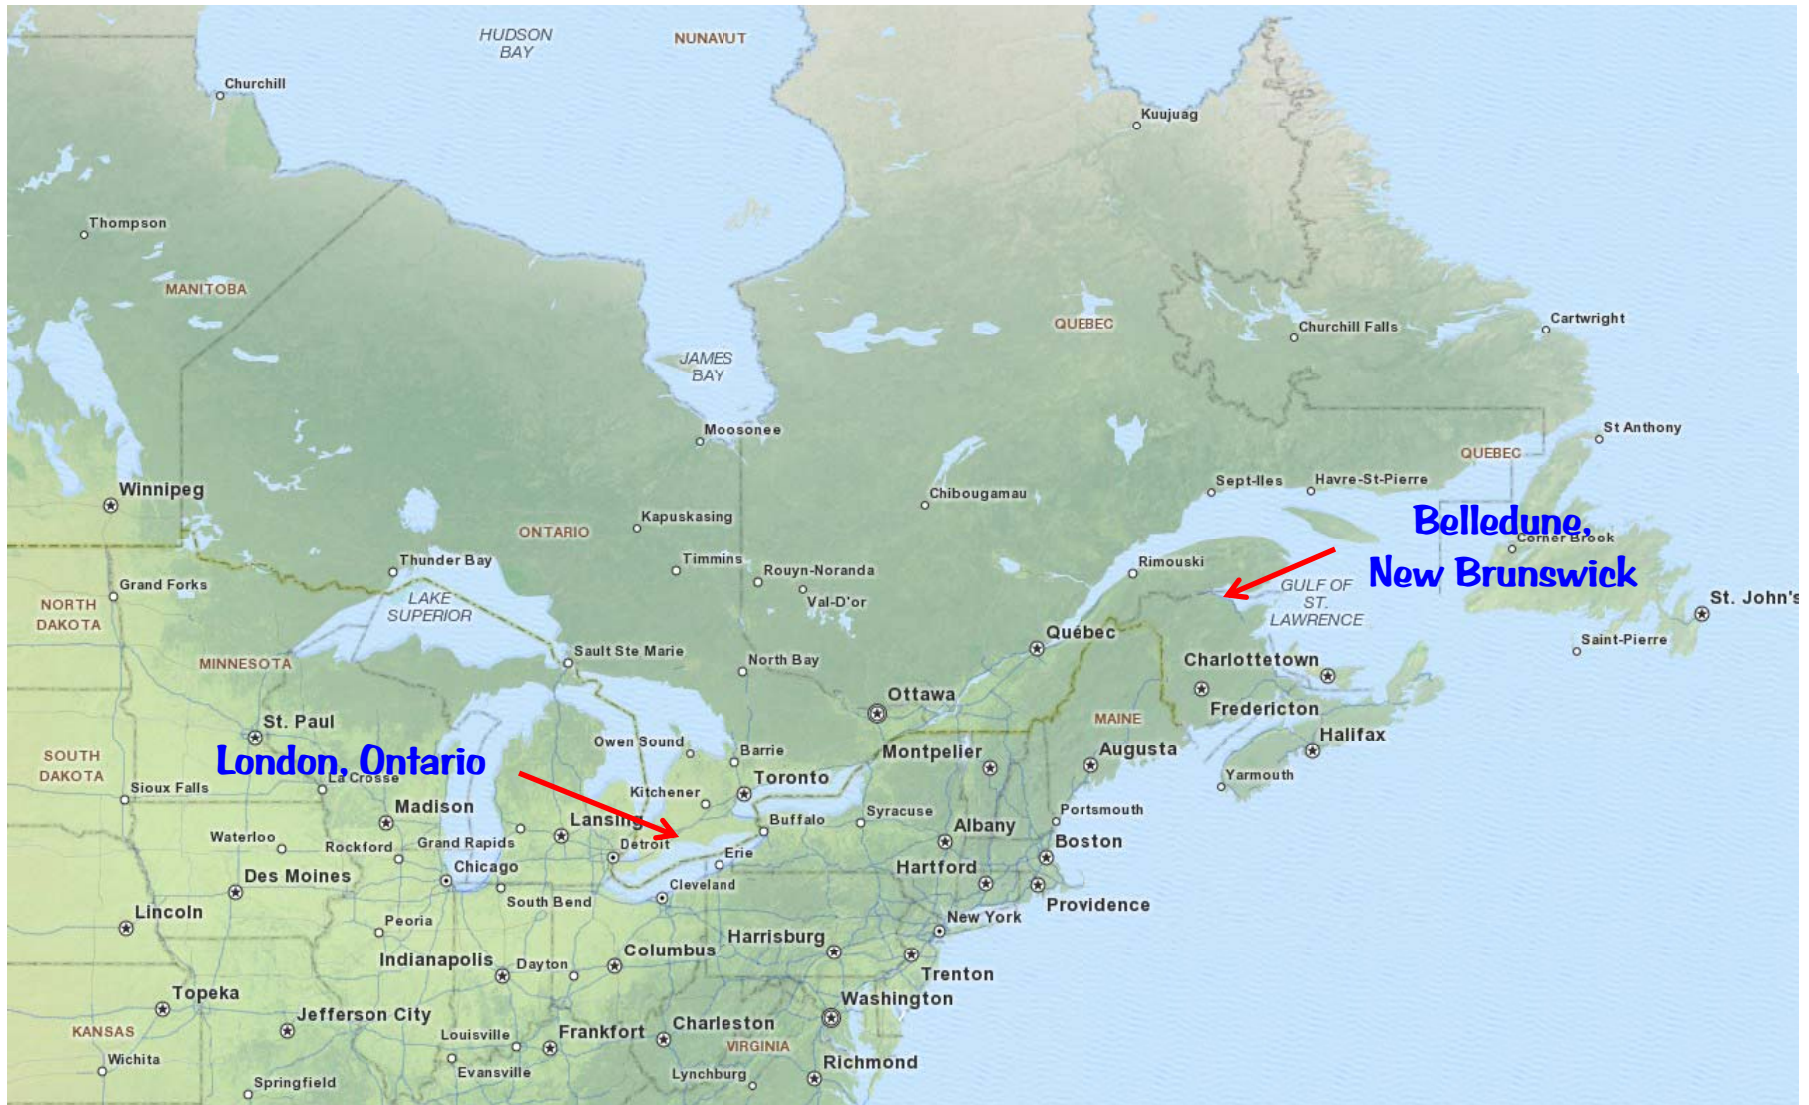 HUDSON
BAY
NUNAVUT
Churchill
Kuujuag
Thompson
MANITOBA
QUEBEC
Churchill Falls
Cartwright
JAMES
BAY
Moosonee
St Anthony
QUEBEC
Winnipeg
Chibougamau
Sept-Iles
Havre-St-Pierre
Kapuskasing
ONTARIO
Belledune,
New Brunswick
Corner Brook
Thunder Bay
Timmins
Rouyn-Noranda
Val-D'or
Rimouski
Grand Forks
NORTH
DAKOTA
LAKE
SUPERIOR
GULF OF
ST.
LAWRENCE
St. John's
Saint-Pierre
MINNESOTA
Sault Ste Marie
North Bay
Québec
Charlottetown
Ottawa
Fredericton
MAINE
St. Paul
Halifax
SOUTH
DAKOTA
London, Ontario
Owen Sound
Barrie
Montpelier
Augusta
Sioux Falls
La Crosse
Kitchener
Toronto
Yarmouth
Madison
Portsmouth
Waterloo
Rockford
Grand Rapids
Lansing
Detroit
Buffalo
Syracuse
Albany
Boston
Erie
Hartford
Des Moines
Chicago
South Bend
Cleveland
Providence
Lincoln
Peoria
New York
Harrisburg
Indianapolis
Dayton
Columbus
Trenton
Topeka
Washington
Jefferson City
KANSAS
Louisville
Frankfort
Charleston
VIRGINIA
Wichita
Evansville
Lynchburg
Richmond
Springfield